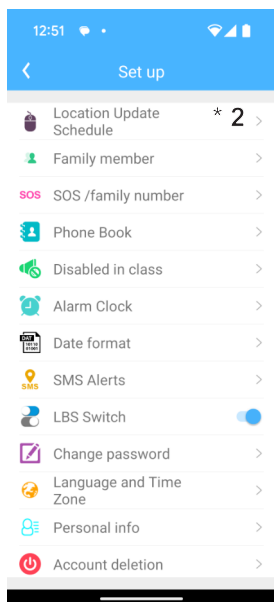 12:51
Set up
Location Update
Schedule
* 2
Family member
SOS SOS /family number
Phone Book
Disabled in class
Alarm Clock
DAT Date format
SMS SMS Alerts
LBS Switch
Change password
Language and Time
Zone
Personal info
Account deletion